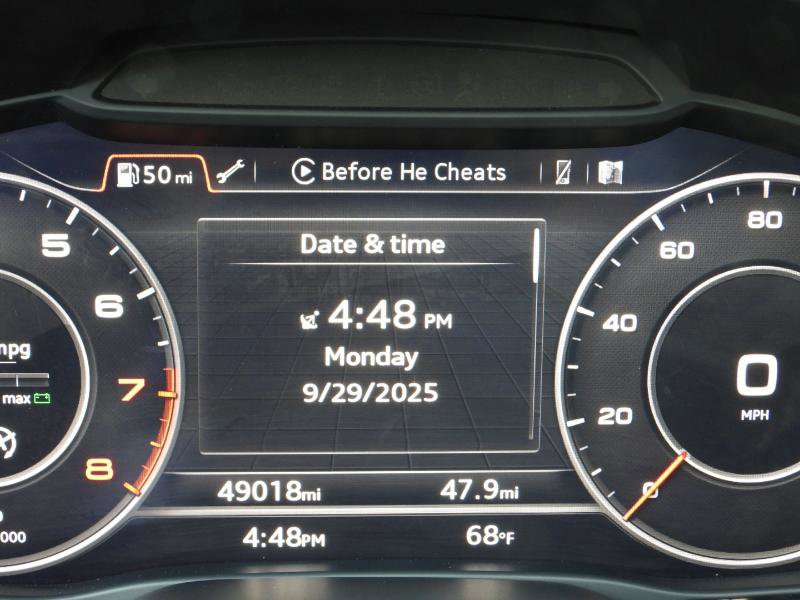 50 mi
Before He Cheats
Date & time
4:48 PM
Monday
9/29/2025
5
6
7
8
mpg
max
000
80
60
40
20
0
0
MPH
49018mi
47.9mi
4:48PM
68°F